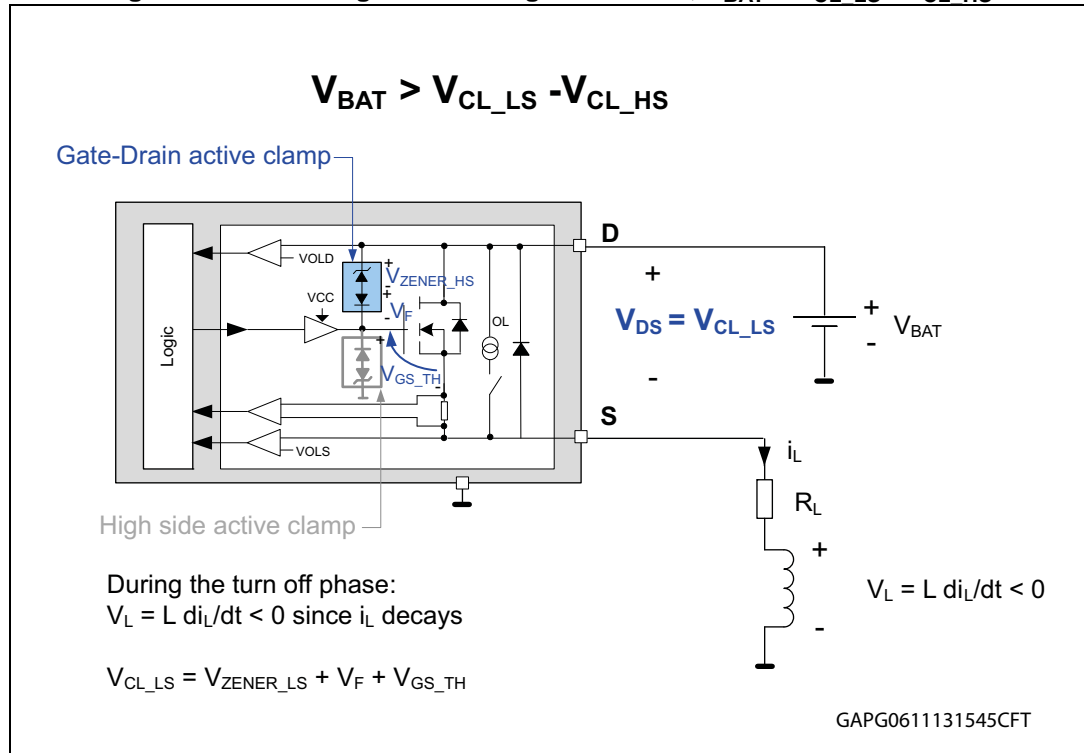 V_BAT > V_CL_LS -V_CL_HS
Gate-Drain active clamp
D
VOLD
V_ZENER_HS
+
-
+
-
VCC
V_F
OL
Logic
+
V_GS_TH
-
+
V_DS = V_CL_LS
-
+
-
V_BAT
VOLS
S
i_L
R_L
High side active clamp
+
-
V_L = L di_L/dt < 0
During the turn off phase:
V_L = L di_L/dt < 0 since i_L decays
V_CL_LS = V_ZENER_LS + V_F + V_GS_TH
GAPG0611131545CFT